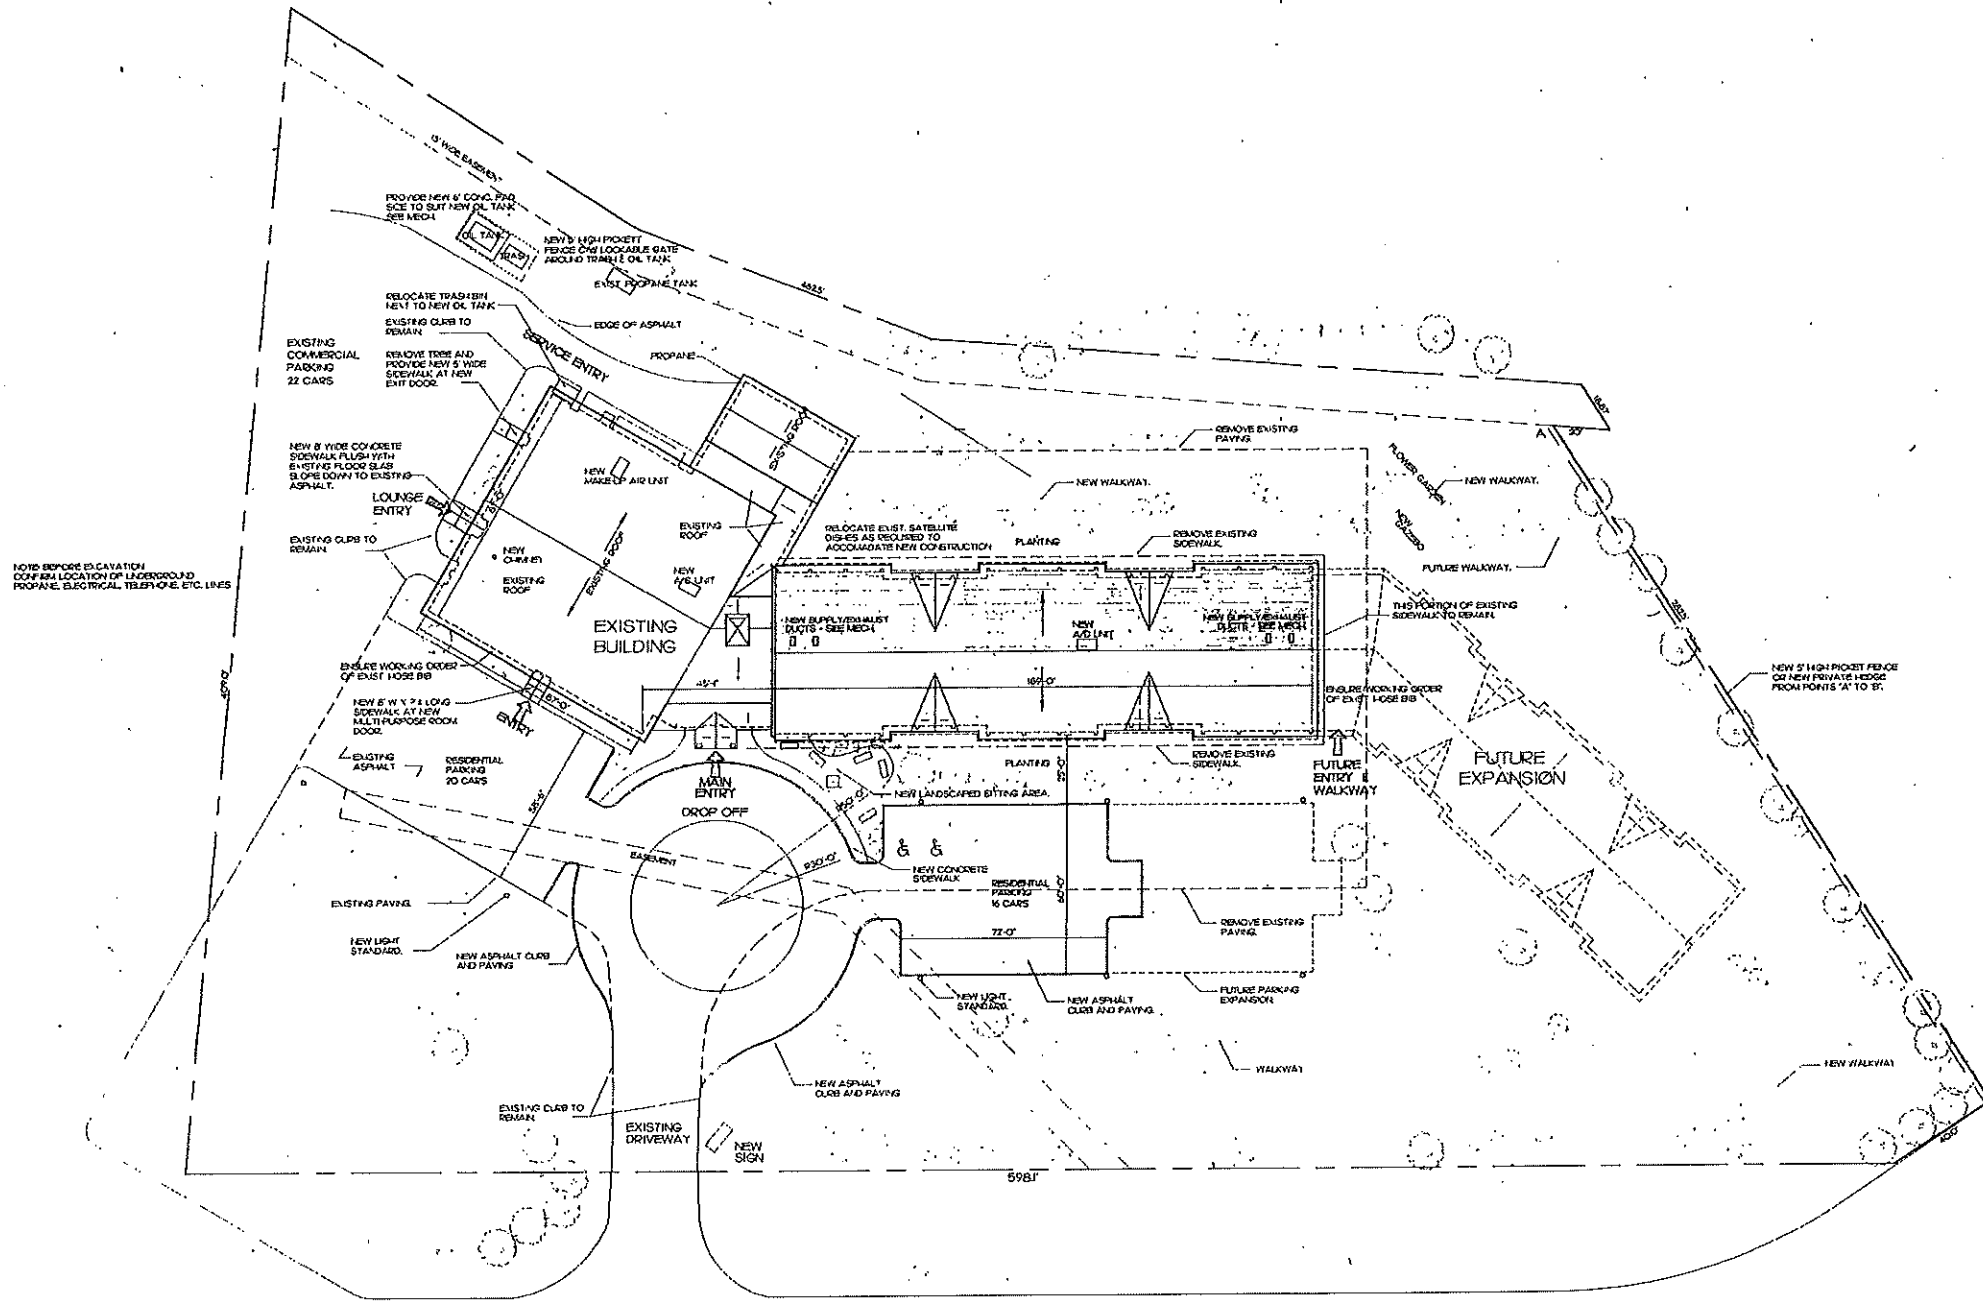 13' WIDE EASEMENT
PROVIDE NEW 6" CONC. PAD
SIZE TO SUIT NEW OIL TANK
SEE MECH.
OIL TANK
TRASH
NEW 5' HIGH PICKETT
FENCE C/W LOCKABLE GATE
AROUND TRASH & OIL TANK
EXIST. PROPANE TANK
462.5'
RELOCATE TRASH BIN
NEXT TO NEW OIL TANK
EXISTING CURB TO
REMAIN
EDGE OF ASPHALT
SERVICE ENTRY
PROPANE
EXISTING
COMMERCIAL
PARKING
22 CARS
REMOVE TREE AND
PROVIDE NEW 5' WIDE
SIDEWALK AT NEW
EXIT DOOR.
NEW 8' WIDE CONCRETE
SIDEWALK FLUSH WITH
EXISTING FLOOR SLAB
SLOPE DOWN TO EXISTING
ASPHALT.
LOUNGE
ENTRY
EXISTING CURB TO
REMAIN
NOTE: BEFORE EXCAVATION
CONFIRM LOCATION OF UNDERGROUND
PROPANE, ELECTRICAL, TELEPHONE, ETC. LINES
NEW
MAKE-UP AIR UNIT
EXISTING ROOF
NEW
CHIMNEY
EXISTING
ROOF
EXISTING ROOF
EXISTING
ROOF
NEW
A/C UNIT
EXISTING
BUILDING
RELOCATE EXIST. SATELLITE
DISHES AS REQUIRED TO
ACCOMADATE NEW CONSTRUCTION
REMOVE EXISTING
PAVING
NEW WALKWAY.
PLANTING
REMOVE EXISTING
SIDEWALK.
A
20'
FLOWER GARDEN
NEW WALKWAY.
NEW
GAZEBO
FUTURE WALKWAY.
THIS PORTION OF EXISTING
SIDEWALK TO REMAIN.
NEW SUPPLY/EXHAUST
DUCTS - SEE MECH.
NEW
A/C UNIT
NEW SUPPLY/EXHAUST
DUCTS - SEE MECH.
169'-0"
NEW 5' HIGH PICKET FENCE
OR NEW PRIVATE HEDGE
FROM POINTS "A" TO "B".
ENSURE WORKING ORDER
OF EXIST HOSE BIB
ENSURE WORKING ORDER
OF EXIST HOSE BIB
87'-0"
ENTRY
EXISTING
ASPHALT
RESIDENTIAL
PARKING
20 CARS
MAIN
ENTRY
DROP OFF
PLANTING
REMOVE EXISTING
SIDEWALK.
FUTURE
ENTRY &
WALKWAY
FUTURE
EXPANSION
NEW LANDSCAPED SITTING AREA.
EASEMENT
R30'-0"
NEW CONCRETE
SIDEWALK
RESIDENTIAL
PARKING
16 CARS
60'-0"
72'-0"
EXISTING PAVING
REMOVE EXISTING
PAVING.
NEW LIGHT
STANDARD.
NEW ASPHALT CURB
AND PAVING
NEW LIGHT
STANDARD.
NEW ASPHALT
CURB AND PAVING
FUTURE PARKING
EXPANSION
WALKWAY
NEW WALKWAY
NEW ASPHALT
CURB AND PAVING
EXISTING CURB TO
REMAIN
EXISTING
DRIVEWAY
NEW
SIGN
598.1'